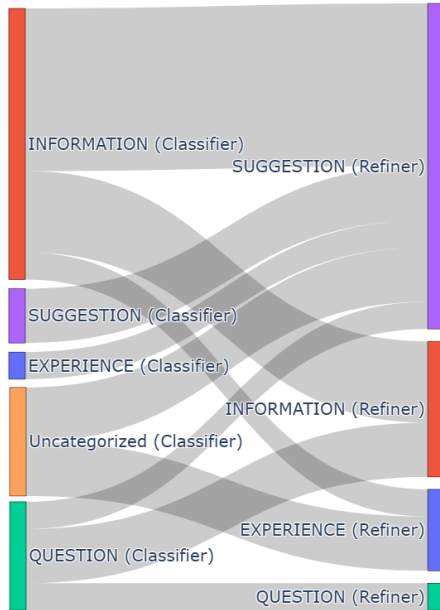 INFORMATION (Classifier)
SUGGESTION (Refiner)
SUGGESTION (Classifier)
EXPERIENCE (Classifier)
INFORMATION (Refiner)
Uncategorized (Classifier)
EXPERIENCE (Refiner)
QUESTION (Classifier)
QUESTION (Refiner)